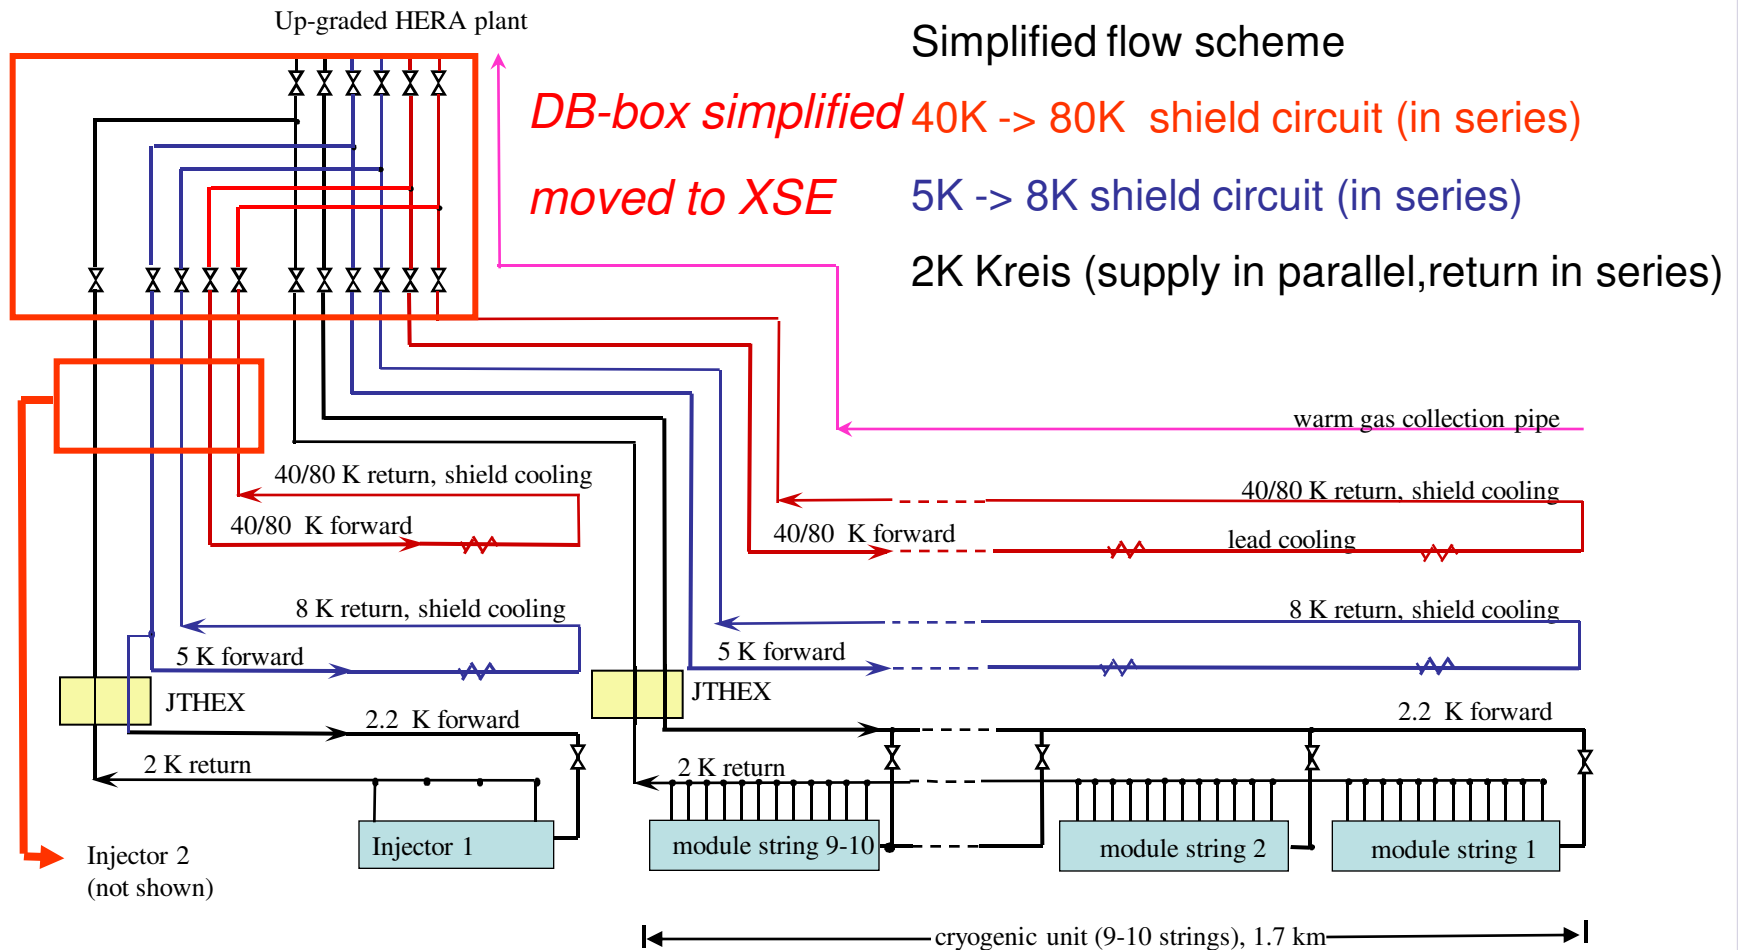 Up-graded HERA plant
Simplified flow scheme
DB-box simplified
40K -> 80K  shield circuit (in series)
moved to XSE
5K -> 8K shield circuit (in series)
2K Kreis (supply in parallel,return in series)
warm gas collection pipe
40/80 K return, shield cooling
40/80 K return, shield cooling
40/80  K forward
40/80  K forward
lead cooling
8 K return, shield cooling
8 K return, shield cooling
5 K forward
5 K forward
JTHEX
JTHEX
2.2  K forward
2.2  K forward
2 K return
2 K return
Injector 1
module string 9-10
module string 2
module string 1
Injector 2
(not shown)
cryogenic unit (9-10 strings), 1.7 km